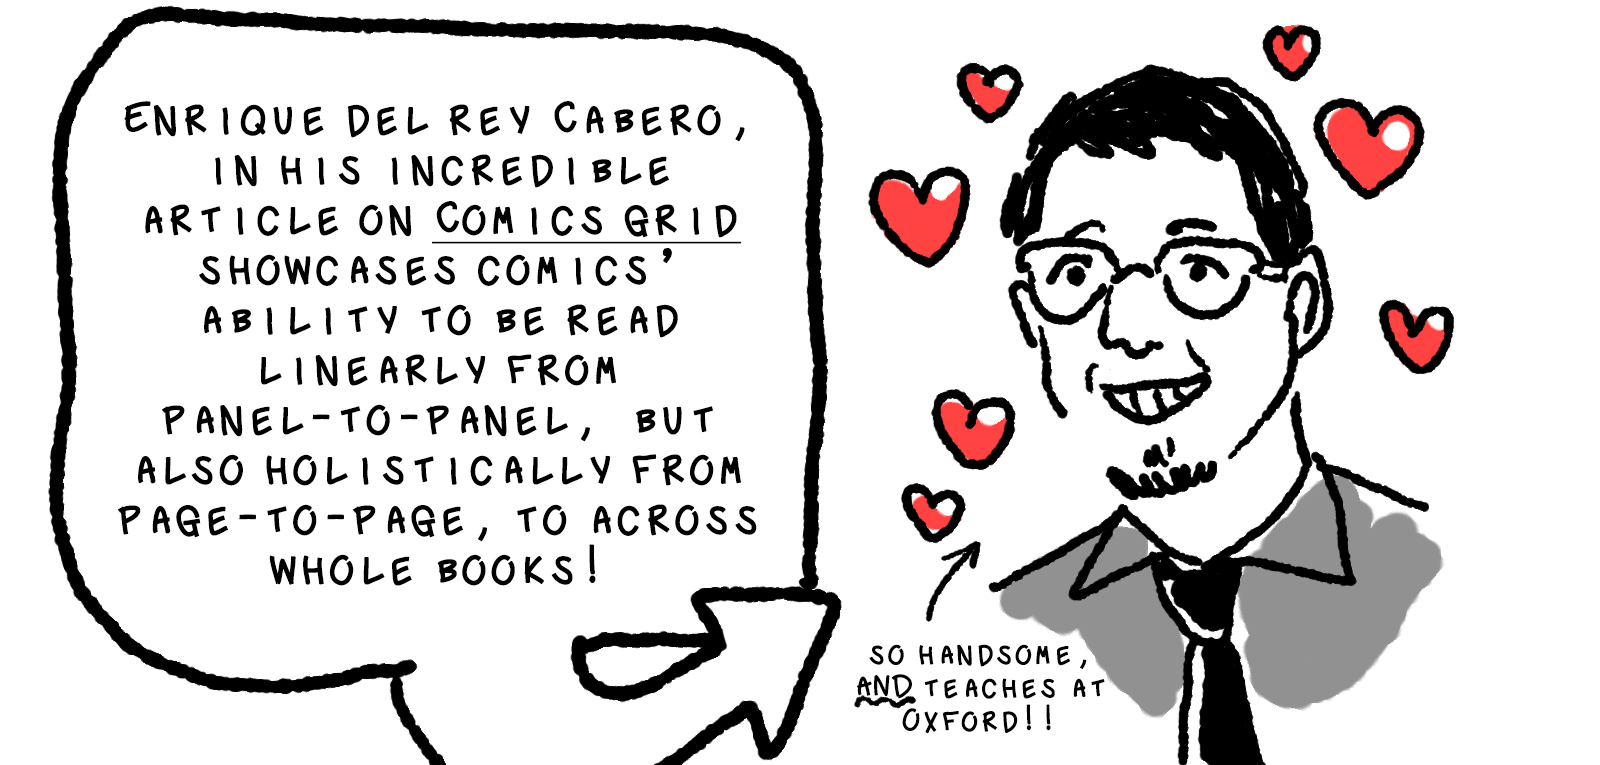 ENRIQUE DEL REY CABERO,
IN HIS INCREDIBLE
ARTICLE ON COMICS GRID
SHOWCASES COMICS'
ABILITY TO BE READ
LINEARLY FROM
PANEL-TO-PANEL, BUT
ALSO HOLISTICALLY FROM
PAGE-TO-PAGE, TO ACROSS
WHOLE BOOKS!
SO HANDSOME,
AND TEACHES AT
OXFORD!!